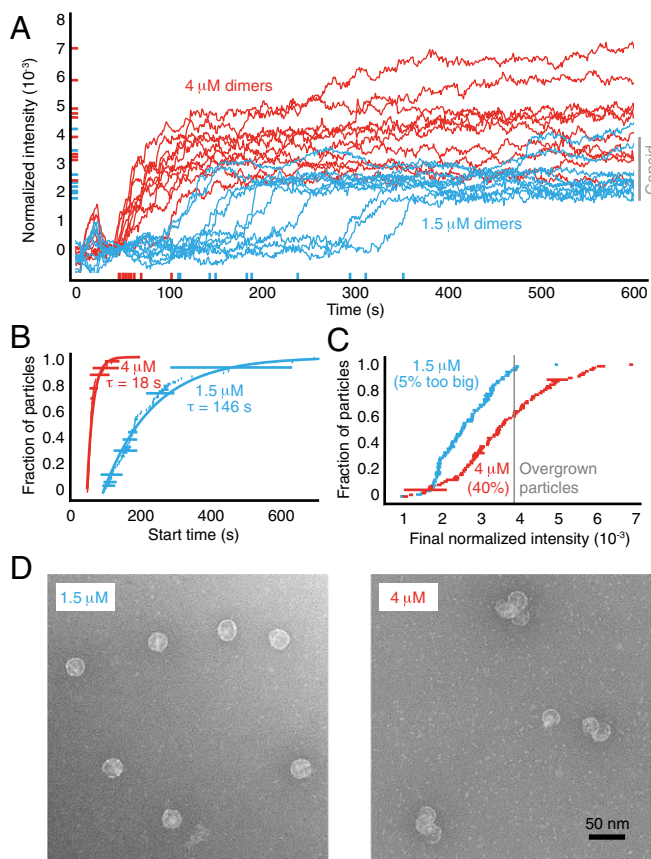 A
8
7
6
5
4
3
2
1
0
Normalized intensity (10⁻³)
4 μM dimers
1.5 μM dimers
Capsid
0
100
200
300
400
500
600
Time (s)
B
1.0
0.8
0.6
0.4
0.2
0
Fraction of particles
4 μM
τ = 18 s
1.5 μM
τ = 146 s
0
200
400
600
Start time (s)
C
1.0
0.8
0.6
0.4
0.2
0
Fraction of particles
1.5 μM
(5% too big)
4 μM
(40%)
Overgrown
particles
1
2
3
4
5
6
7
Final normalized intensity (10⁻³)
D
1.5 μM
4 μM
50 nm